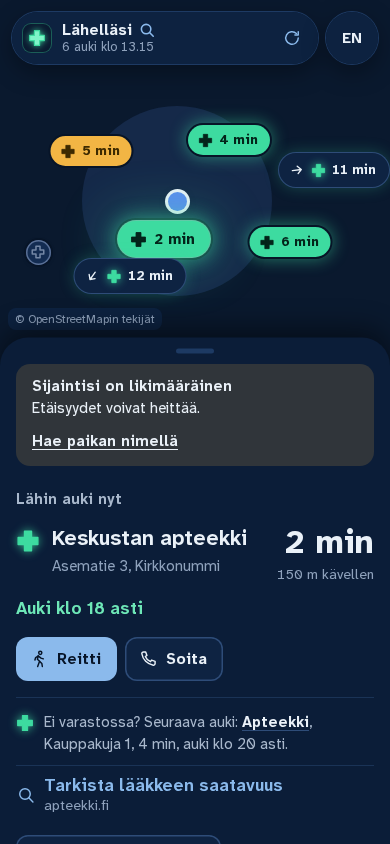 Lähelläsi
6 auki klo 13.15
EN
5 min
4 min
→ 11 min
2 min
6 min
↙ 12 min
© OpenStreetMapin tekijät
Sijaintisi on likimääräinen
Etäisyydet voivat heittää.
Hae paikan nimellä
Lähin auki nyt
Keskustan apteekki
2 min
Asematie 3, Kirkkonummi
150 m kävellen
Auki klo 18 asti
Reitti
Soita
Ei varastossa? Seuraava auki: Apteekki,
Kauppakuja 1, 4 min, auki klo 20 asti.
Tarkista lääkkeen saatavuus
apteekki.fi